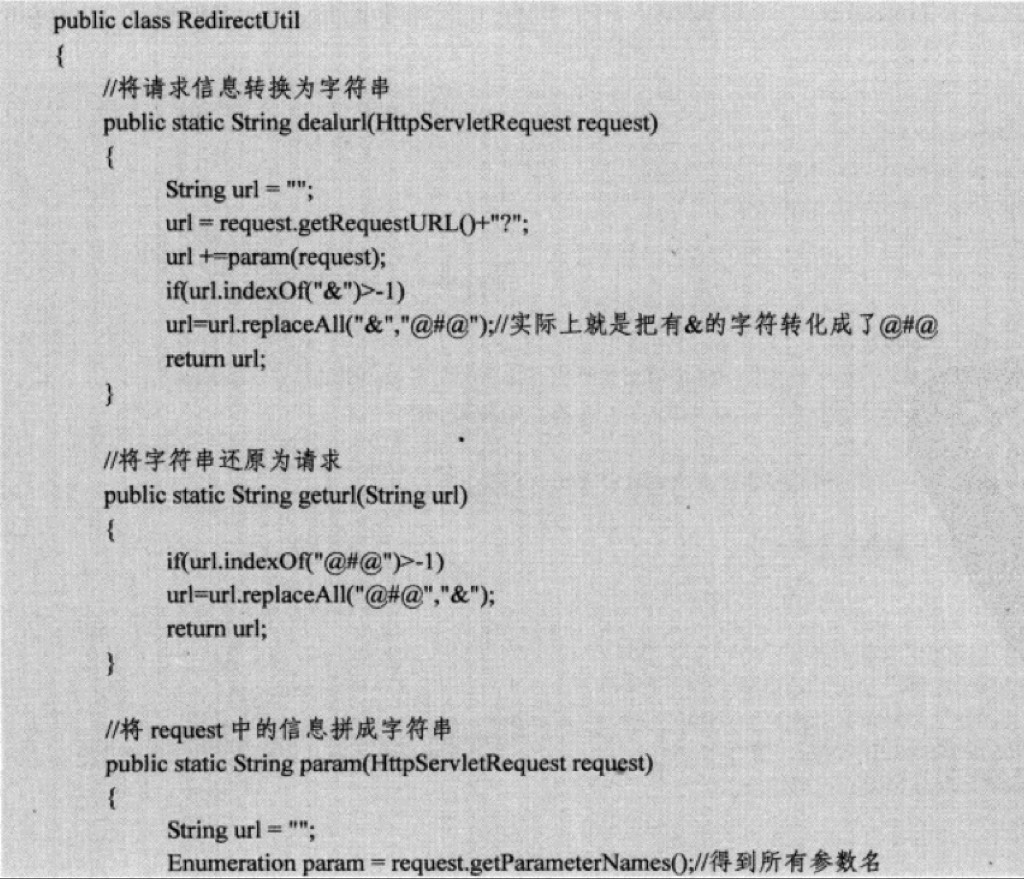 public class RedirectUtil
{
//将请求信息转换为字符串
public static String dealurl(HttpServletRequest request)
{
String url = "";
url = request.getRequestURL()+"?";
url +=param(request);
if(url.indexOf("&")>-1)
url=url.replaceAll("&","@#@");//实际上就是把有&的字符转化成了@#@
return url;
}
//将字符串还原为请求
public static String geturl(String url)
{
if(url.indexOf("@#@")>-1)
url=url.replaceAll("@#@","&");
return url;
}
//将 request 中的信息拼成字符串
public static String param(HttpServletRequest request)
{
String url = "";
Enumeration param = request.getParameterNames();//得到所有参数名